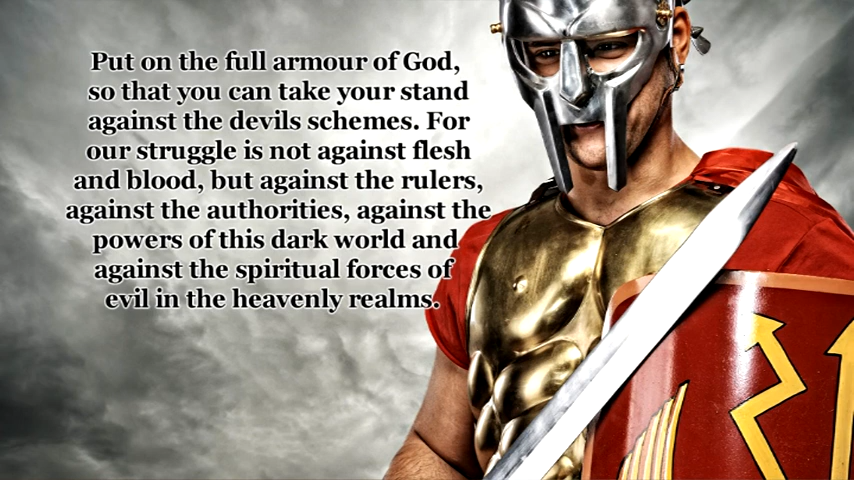 Put on the full armour of God,
so that you can take your stand
against the devils schemes. For
our struggle is not against flesh
and blood, but against the rulers,
against the authorities, against the
powers of this dark world and
against the spiritual forces of
evil in the heavenly realms.